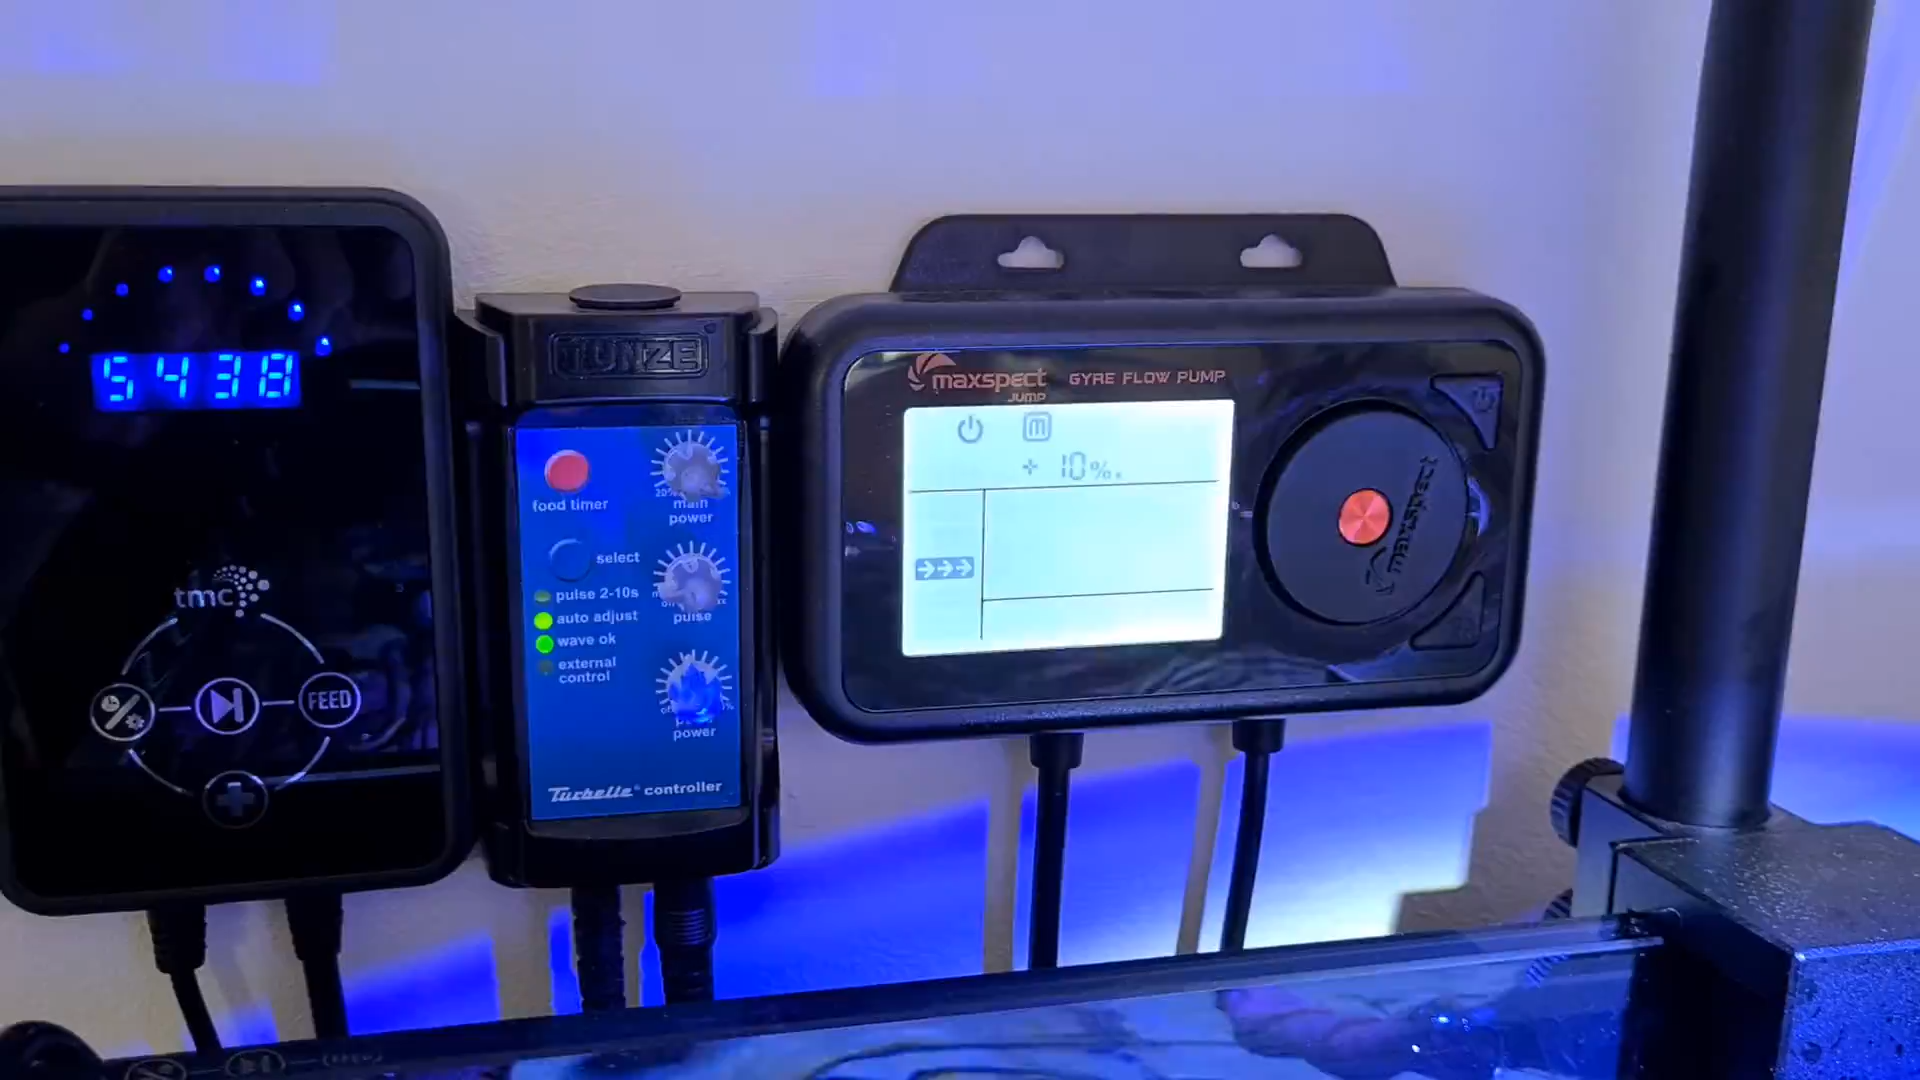 5438
tmc
FEED
TUNZE
food timer
main
power
select
pulse 2-10s
auto adjust
wave ok
external
control
pulse
power
Turbelle® controller
maxspect
JUMP
GYRE FLOW PUMP
m
+ 10%
maxspect